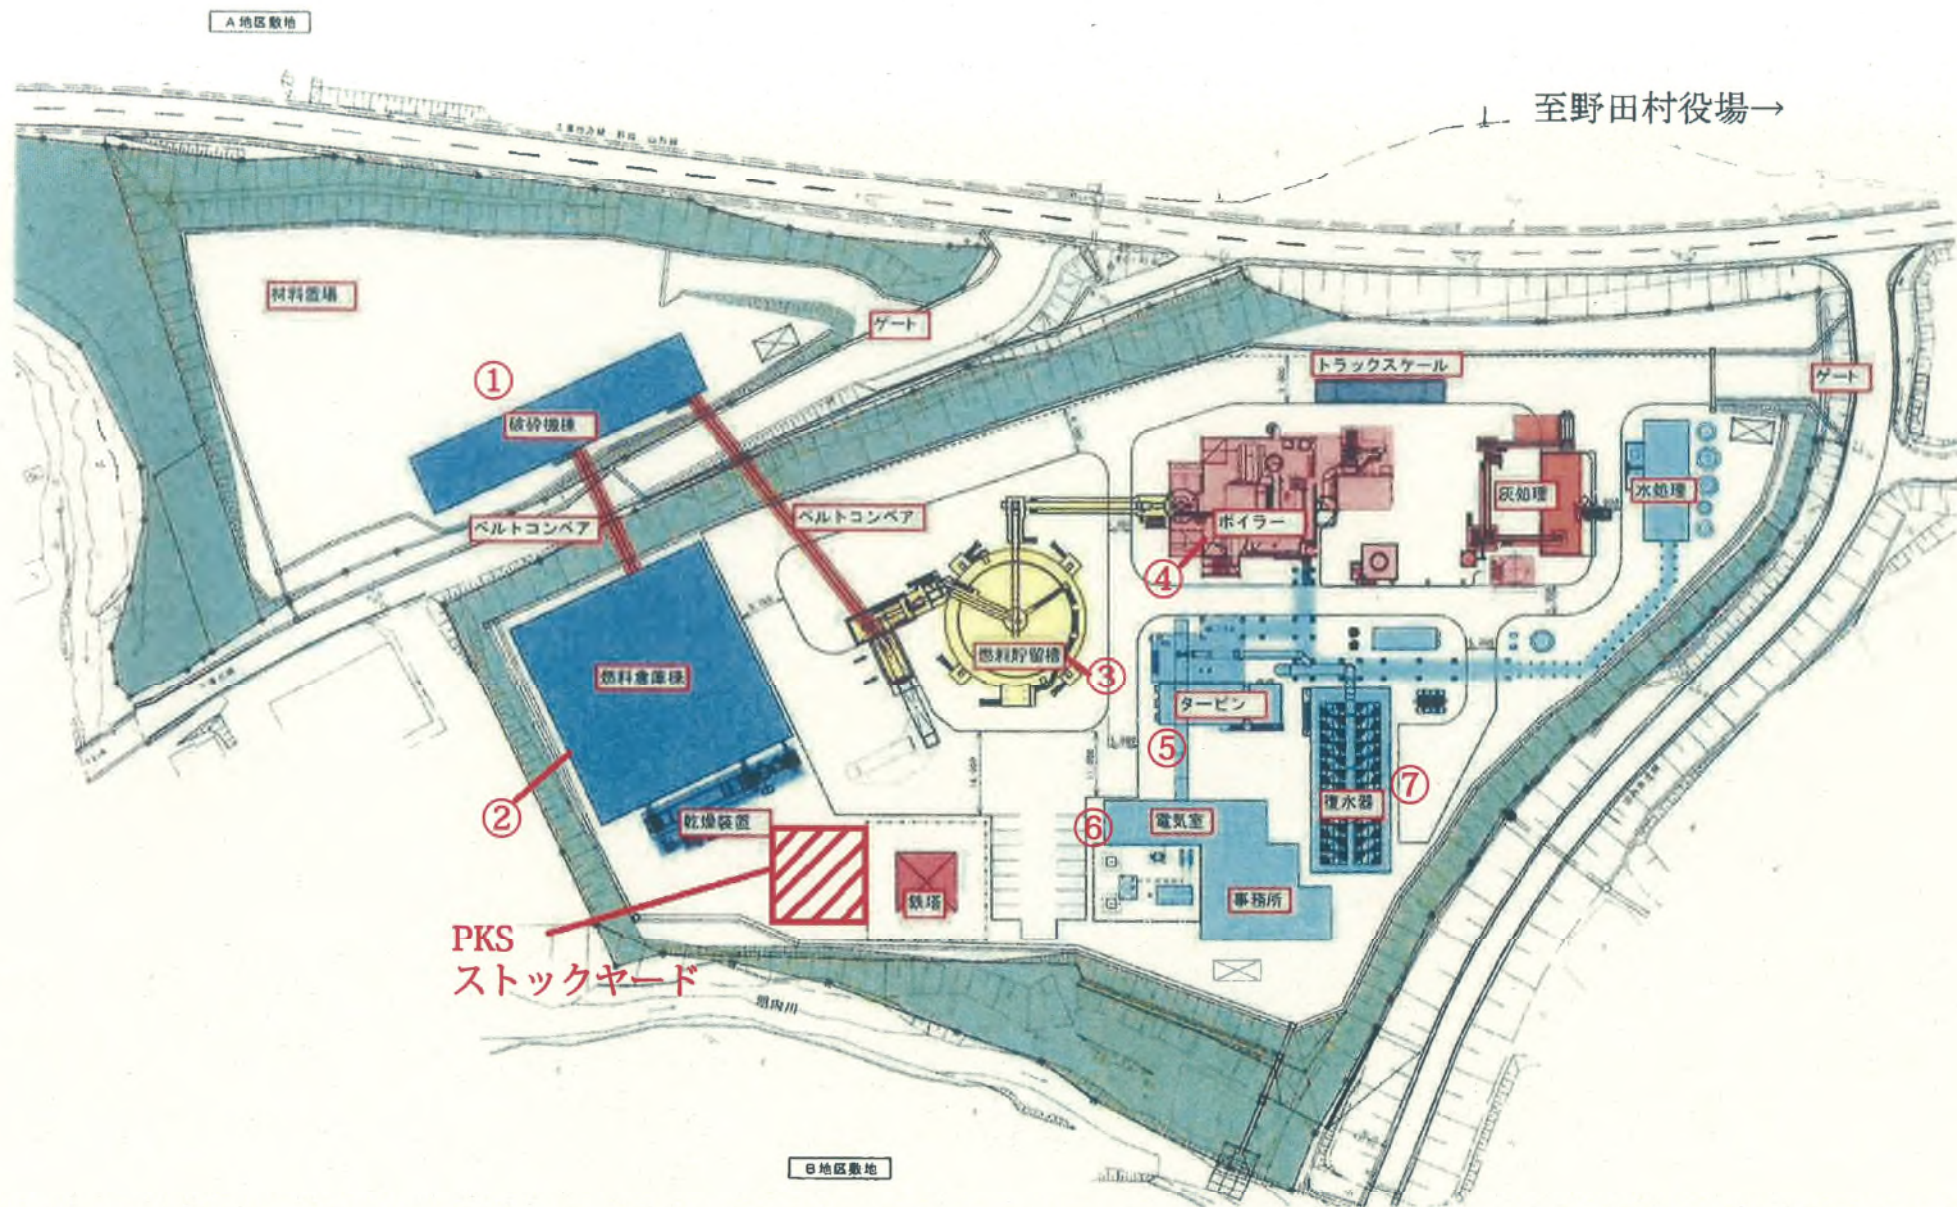 A地区敷地
至野田村役場→
材料置場
ゲート
①
破砕機棟
トラックスケール
ゲート
ベルトコンベア
ベルトコンベア
ボイラー
灰処理
水処理
④
燃料倉庫棟
燃料貯留槽
③
タービン
⑤
②
乾燥装置
⑥
電気室
復水器
⑦
鉄塔
事務所
PKS
ストックヤード
B地区敷地